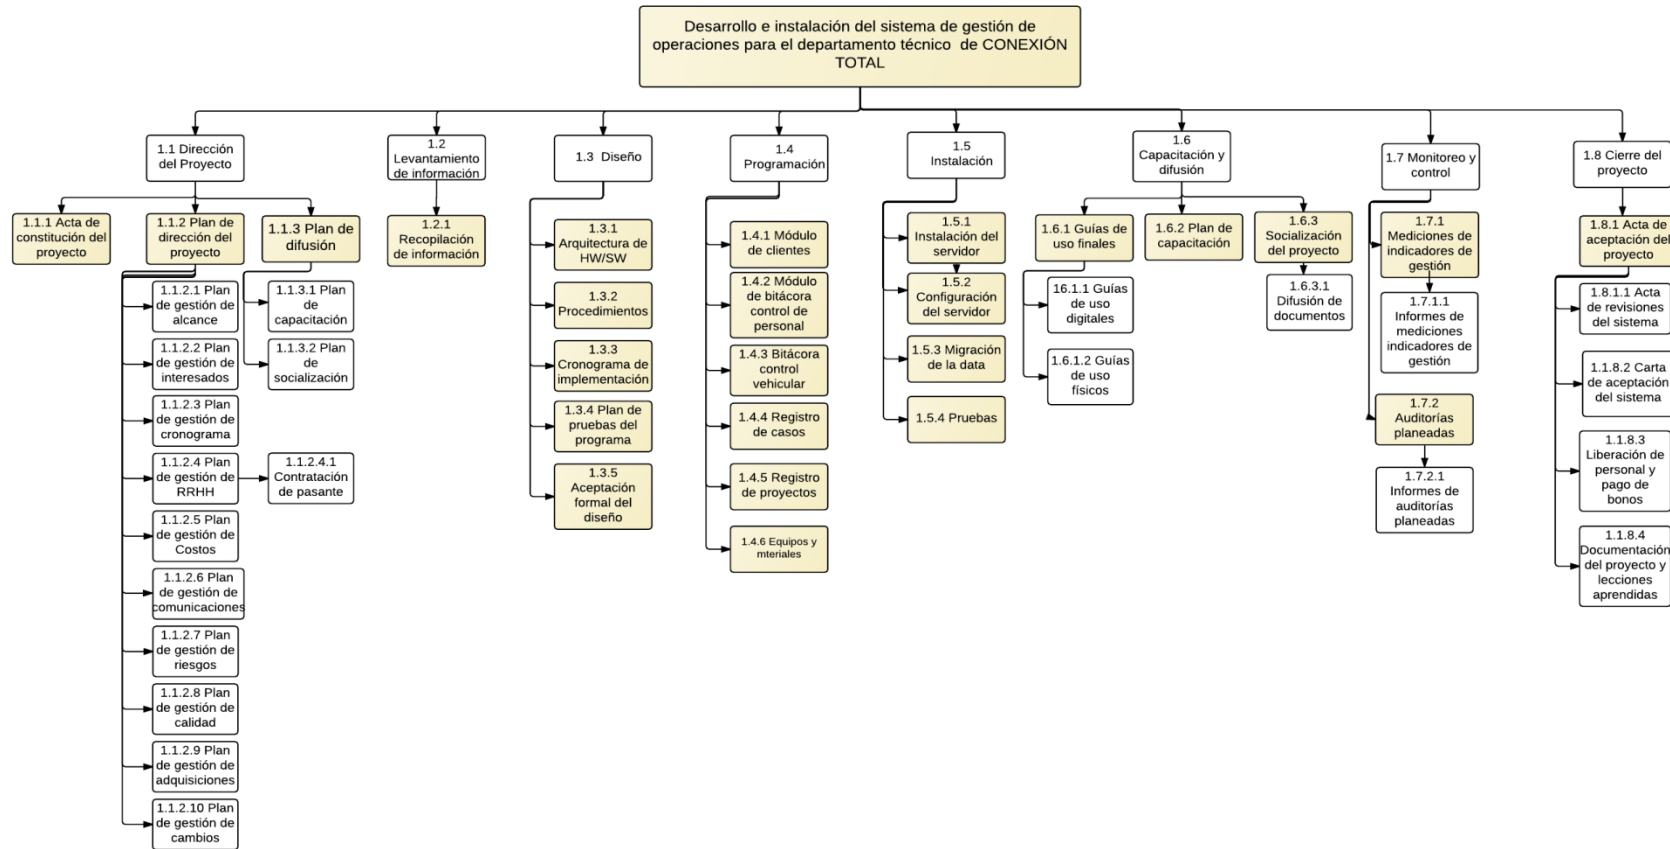 Desarrollo e instalación del sistema de gestión de
operaciones para el departamento técnico de CONEXIÓN
TOTAL
1.1 Dirección
del Proyecto
1.1.1 Acta de
constitución del
proyecto
1.1.2 Plan de
dirección del
proyecto
1.1.2.1 Plan
de gestión de
alcance
1.1.2.2 Plan
de gestión de
interesados
1.1.2.3 Plan
de gestión de
cronograma
1.1.2.4 Plan
de gestión de
RRHH
1.1.2.4.1
Contratación
de pasante
1.1.2.5 Plan
de gestión de
Costos
1.1.2.6 Plan
de gestión de
comunicaciones
1.1.2.7 Plan
de gestión de
riesgos
1.1.2.8 Plan
de gestión de
calidad
1.1.2.9 Plan
de gestión de
adquisiciones
1.1.2.10 Plan
de gestión de
cambios
1.1.3 Plan de
difusión
1.1.3.1 Plan
de
capacitación
1.1.3.2 Plan
de
socialización
1.2
Levantamiento
de información
1.2.1
Recopilación
de información
1.3 Diseño
1.3.1
Arquitectura de
HW/SW
1.3.2
Procedimientos
1.3.3
Cronograma de
implementación
1.3.4 Plan de
pruebas del
programa
1.3.5
Aceptación
formal del
diseño
1.4
Programación
1.4.1 Módulo
de clientes
1.4.2 Módulo
de bitácora
control de
personal
1.4.3 Bitácora
control
vehicular
1.4.4 Registro
de casos
1.4.5 Registro
de proyectos
1.4.6 Equipos y
mteriales
1.5
Instalación
1.5.1
Instalación del
servidor
1.5.2
Configuración
del servidor
1.5.3 Migración
de la data
1.5.4 Pruebas
1.6
Capacitación y
difusión
1.6.1 Guías de
uso finales
16.1.1 Guías
de uso
digitales
1.6.1.2 Guías
de uso
físicos
1.6.2 Plan de
capacitación
1.6.3
Socialización
del proyecto
1.6.3.1
Difusión de
documentos
1.7 Monitoreo y
control
1.7.1
Mediciones de
indicadores de
gestión
1.7.1.1
Informes de
mediciones
indicadores de
gestión
1.7.2
Auditorías
planeadas
1.7.2.1
Informes de
auditorías
planeadas
1.8 Cierre del
proyecto
1.8.1 Acta de
aceptación del
proyecto
1.8.1.1 Acta
de revisiones
del sistema
1.1.8.2 Carta
de aceptación
del sistema
1.1.8.3
Liberación de
personal y
pago de
bonos
1.1.8.4
Documentación
del proyecto y
lecciones
aprendidas